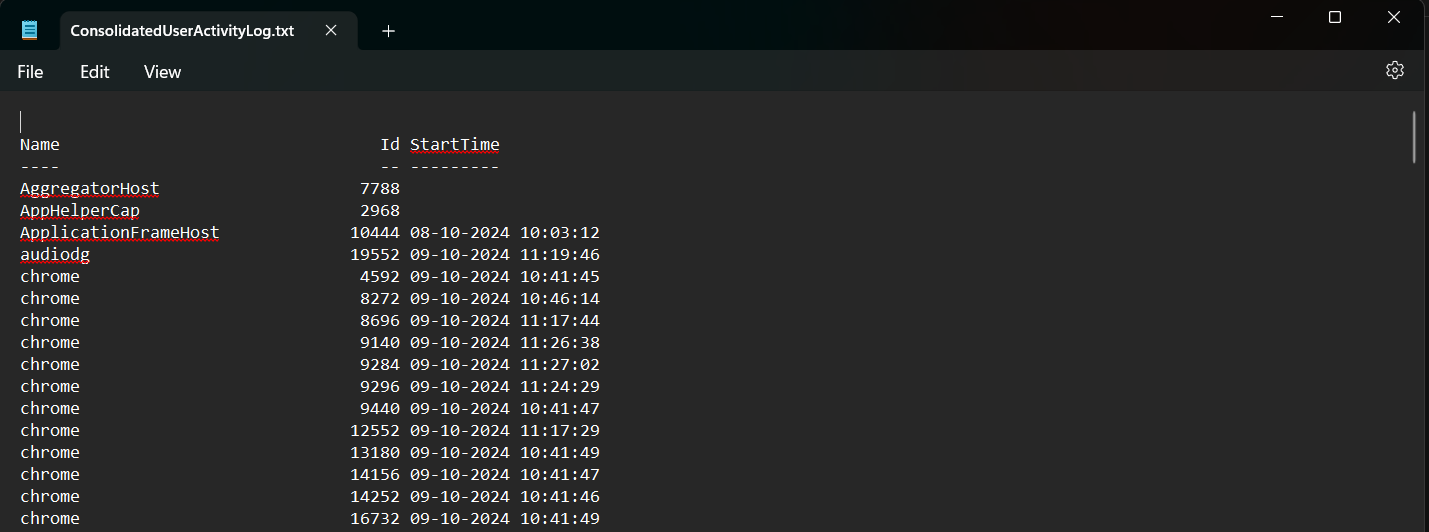 ConsolidatedUserActivityLog.txt
File Edit View
Name Id StartTime
---- -- ---------
AggregatorHost 7788
AppHelperCap 2968
ApplicationFrameHost 10444 08-10-2024 10:03:12
audiodg 19552 09-10-2024 11:19:46
chrome 4592 09-10-2024 10:41:45
chrome 8272 09-10-2024 10:46:14
chrome 8696 09-10-2024 11:17:44
chrome 9140 09-10-2024 11:26:38
chrome 9284 09-10-2024 11:27:02
chrome 9296 09-10-2024 11:24:29
chrome 9440 09-10-2024 10:41:47
chrome 12552 09-10-2024 11:17:29
chrome 13180 09-10-2024 10:41:49
chrome 14156 09-10-2024 10:41:47
chrome 14252 09-10-2024 10:41:46
chrome 16732 09-10-2024 10:41:49